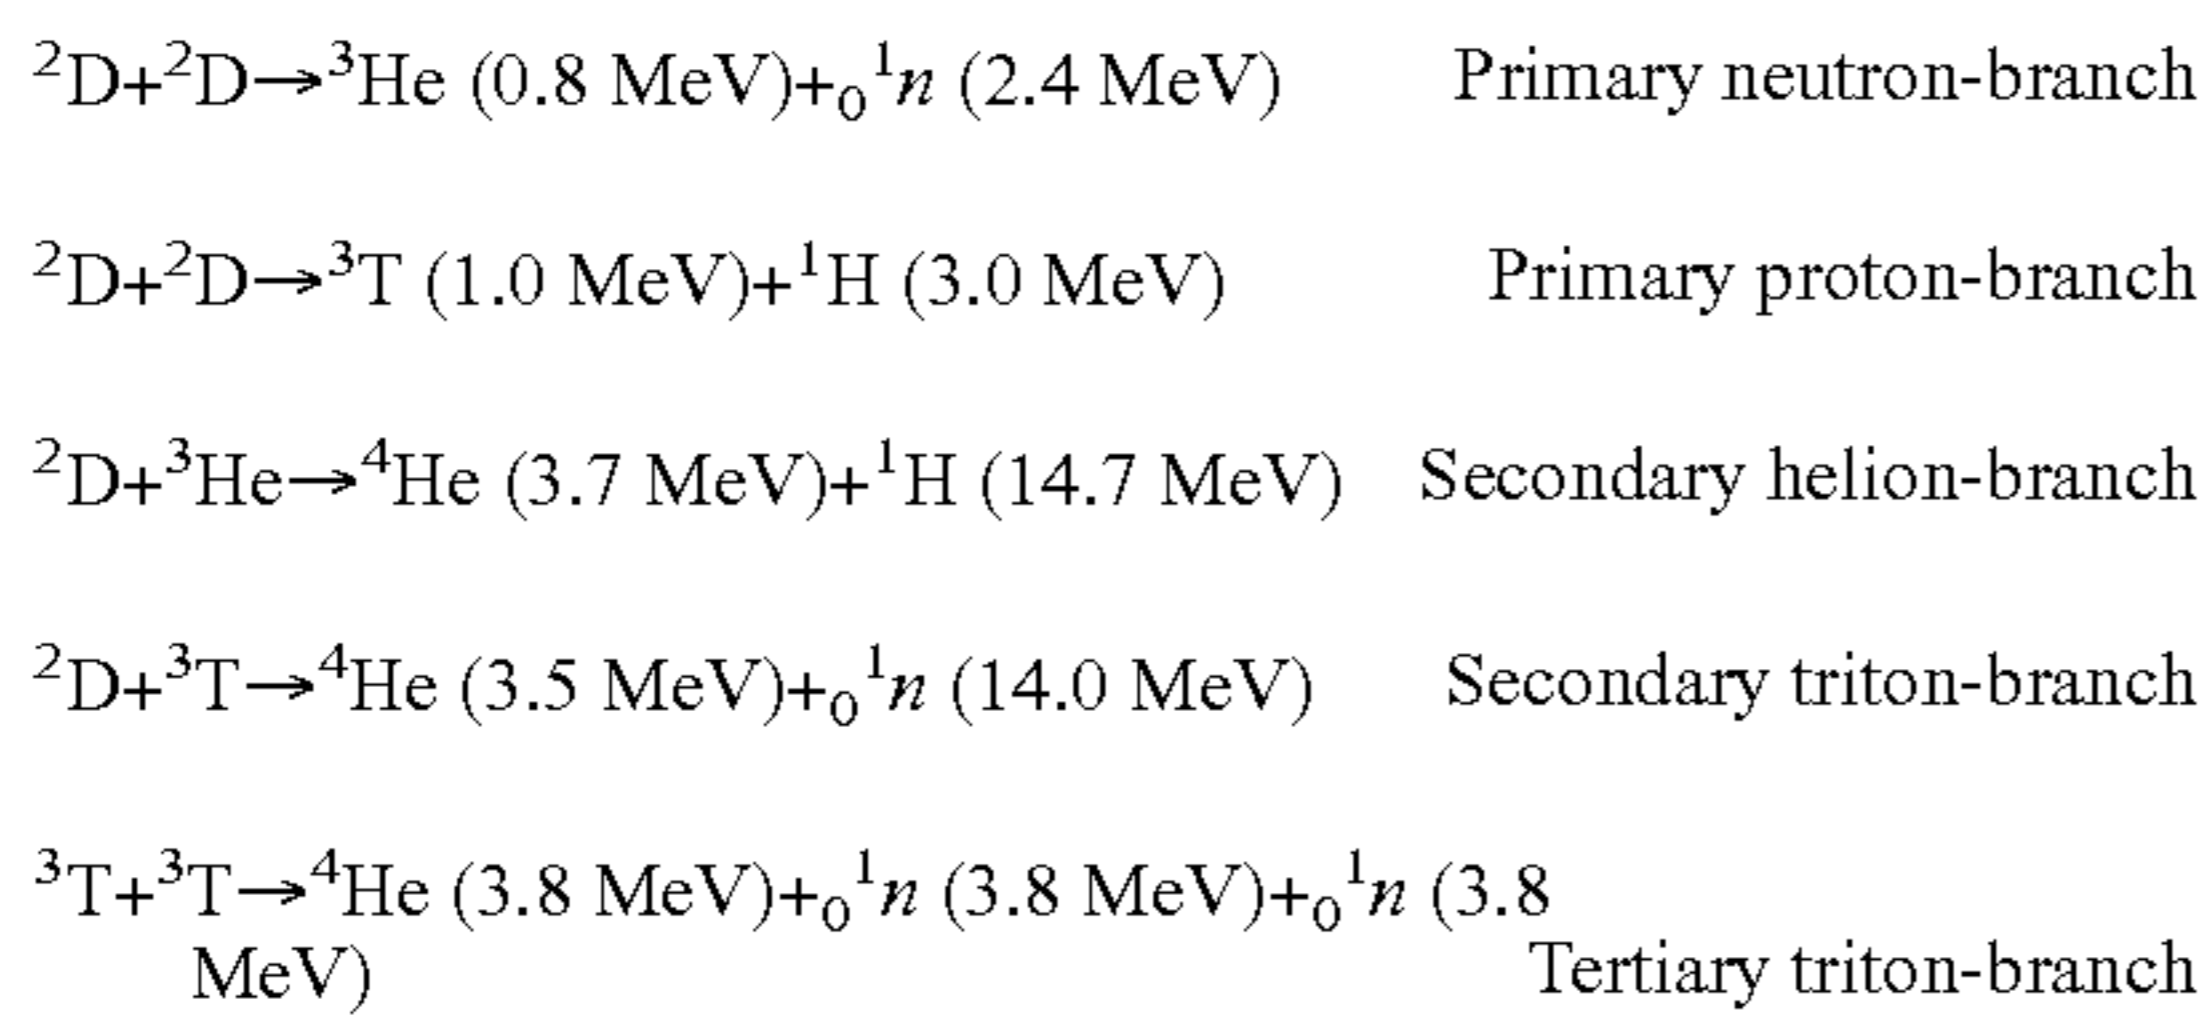 ²D+²D→³He (0.8 MeV)+₀¹n (2.4 MeV) Primary neutron-branch
²D+²D→³T (1.0 MeV)+¹H (3.0 MeV) Primary proton-branch
²D+³He→⁴He (3.7 MeV)+¹H (14.7 MeV) Secondary helion-branch
²D+³T→⁴He (3.5 MeV)+₀¹n (14.0 MeV) Secondary triton-branch
³T+³T→⁴He (3.8 MeV)+₀¹n (3.8 MeV)+₀¹n (3.8
MeV) Tertiary triton-branch